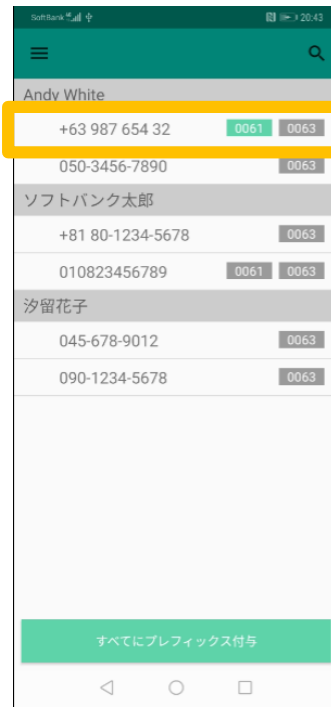 SoftBank 20:43
Andy White
+63 987 654 32 0061 0063
050-3456-7890 0063
ソフトバンク太郎
+81 80-1234-5678 0063
010823456789 0061 0063
汐留花子
045-678-9012 0063
090-1234-5678 0063
すべてにプレフィックス付与